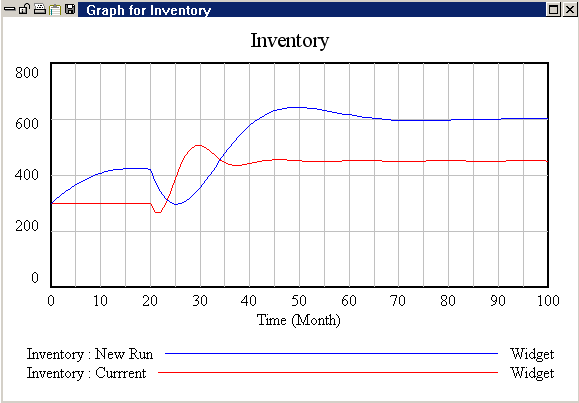 Graph for Inventory
Inventory
800
600
400
200
0
0 10 20 30 40 50 60 70 80 90 100
Time (Month)
Inventory : New Run Widget
Inventory : Currrent Widget